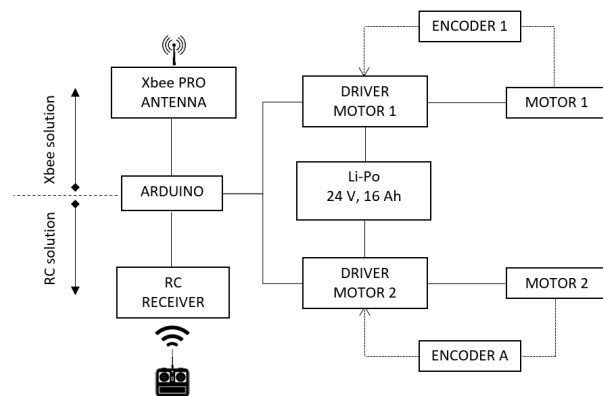 ENCODER 1
Xbee PRO
ANTENNA
DRIVER
MOTOR 1
MOTOR 1
Xbee solution
Li-Po
24 V, 16 Ah
ARDUINO
RC solution
RC
RECEIVER
DRIVER
MOTOR 2
MOTOR 2
ENCODER A